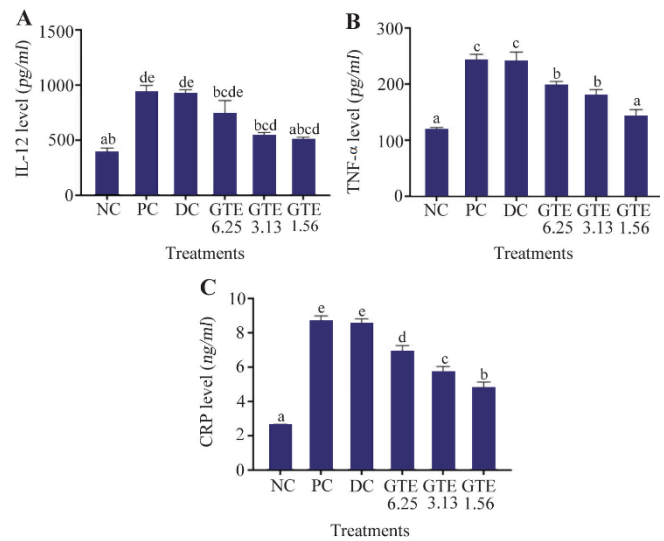 A
IL-12 level (pg/ml)
1500
1000
500
0
ab
de
de
bcde
bcd
abcd
NC PC DC GTE GTE GTE
6.25 3.13 1.56
Treatments
B
TNF-α level (pg/ml)
300
200
100
0
a
c
c
b
b
a
NC PC DC GTE GTE GTE
6.25 3.13 1.56
Treatments
C
CRP level (ng/ml)
10
8
6
4
2
0
a
e
e
d
c
b
NC PC DC GTE GTE GTE
6.25 3.13 1.56
Treatments